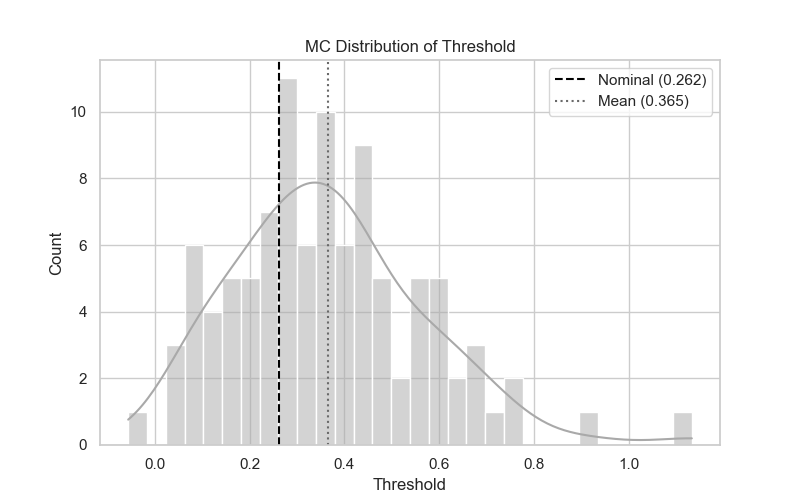 MC Distribution of Threshold
Nominal (0.262)
Mean (0.365)
Count
10
8
6
4
2
0
0.0 0.2 0.4 0.6 0.8 1.0
Threshold